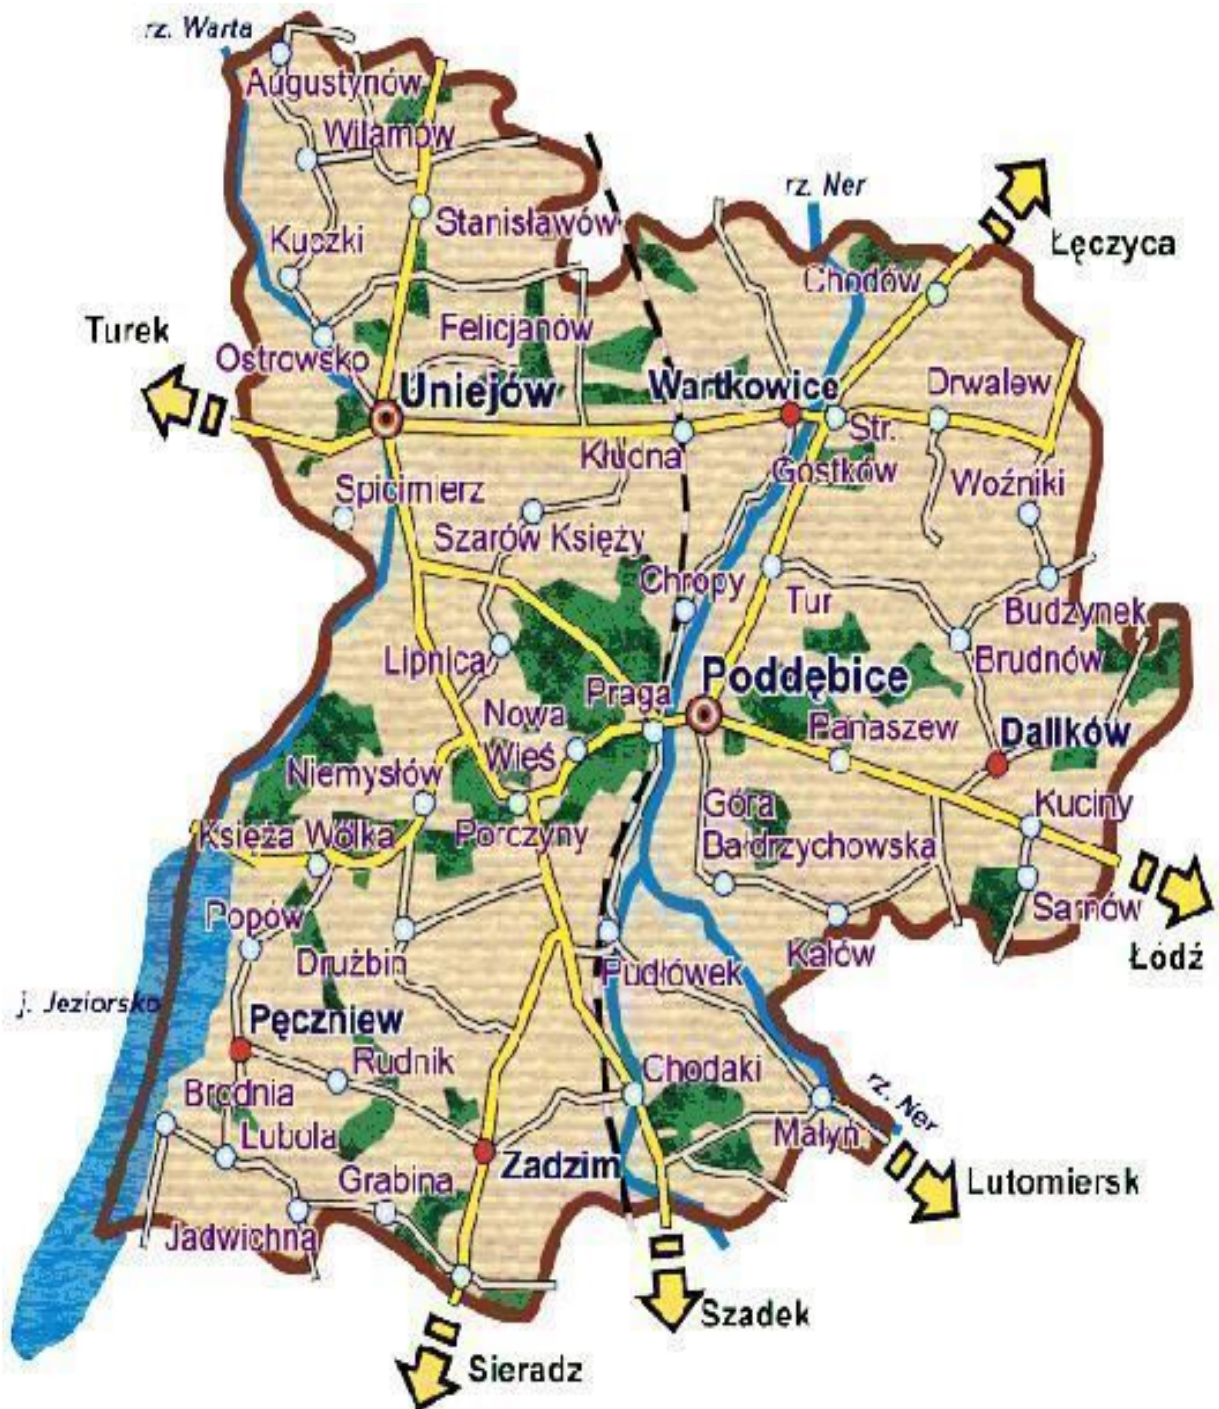 rz. Warta
Augustynów
Wilamów
rz. Ner
Stanisławów
Kuczki
Łęczyca
Chodów
Turek
Felicjanów
Ostrowsko
Uniejów
Wartkowice
Drwalew
Str.
Gostków
Kłudna
Spicimierz
Woźniki
Szarów Księży
Chropy
Tur
Budzynek
Lipnica
Brudnów
Praga
Poddębice
Nowa
Wieś
Panaszew
Dalików
Niemysłów
Góra
Bałdrzychowska
Kuciny
Księża Wólka
Porczyny
Popów
Sarnów
Drużbin
Pudłówek
Kałów
Łódź
j. Jeziorsko
Pęczniew
Rudnik
Chodaki
Brodnia
rz. Ner
Lubola
Małyń
Zadzim
Grabina
Lutomiersk
Jadwichna
Szadek
Sieradz